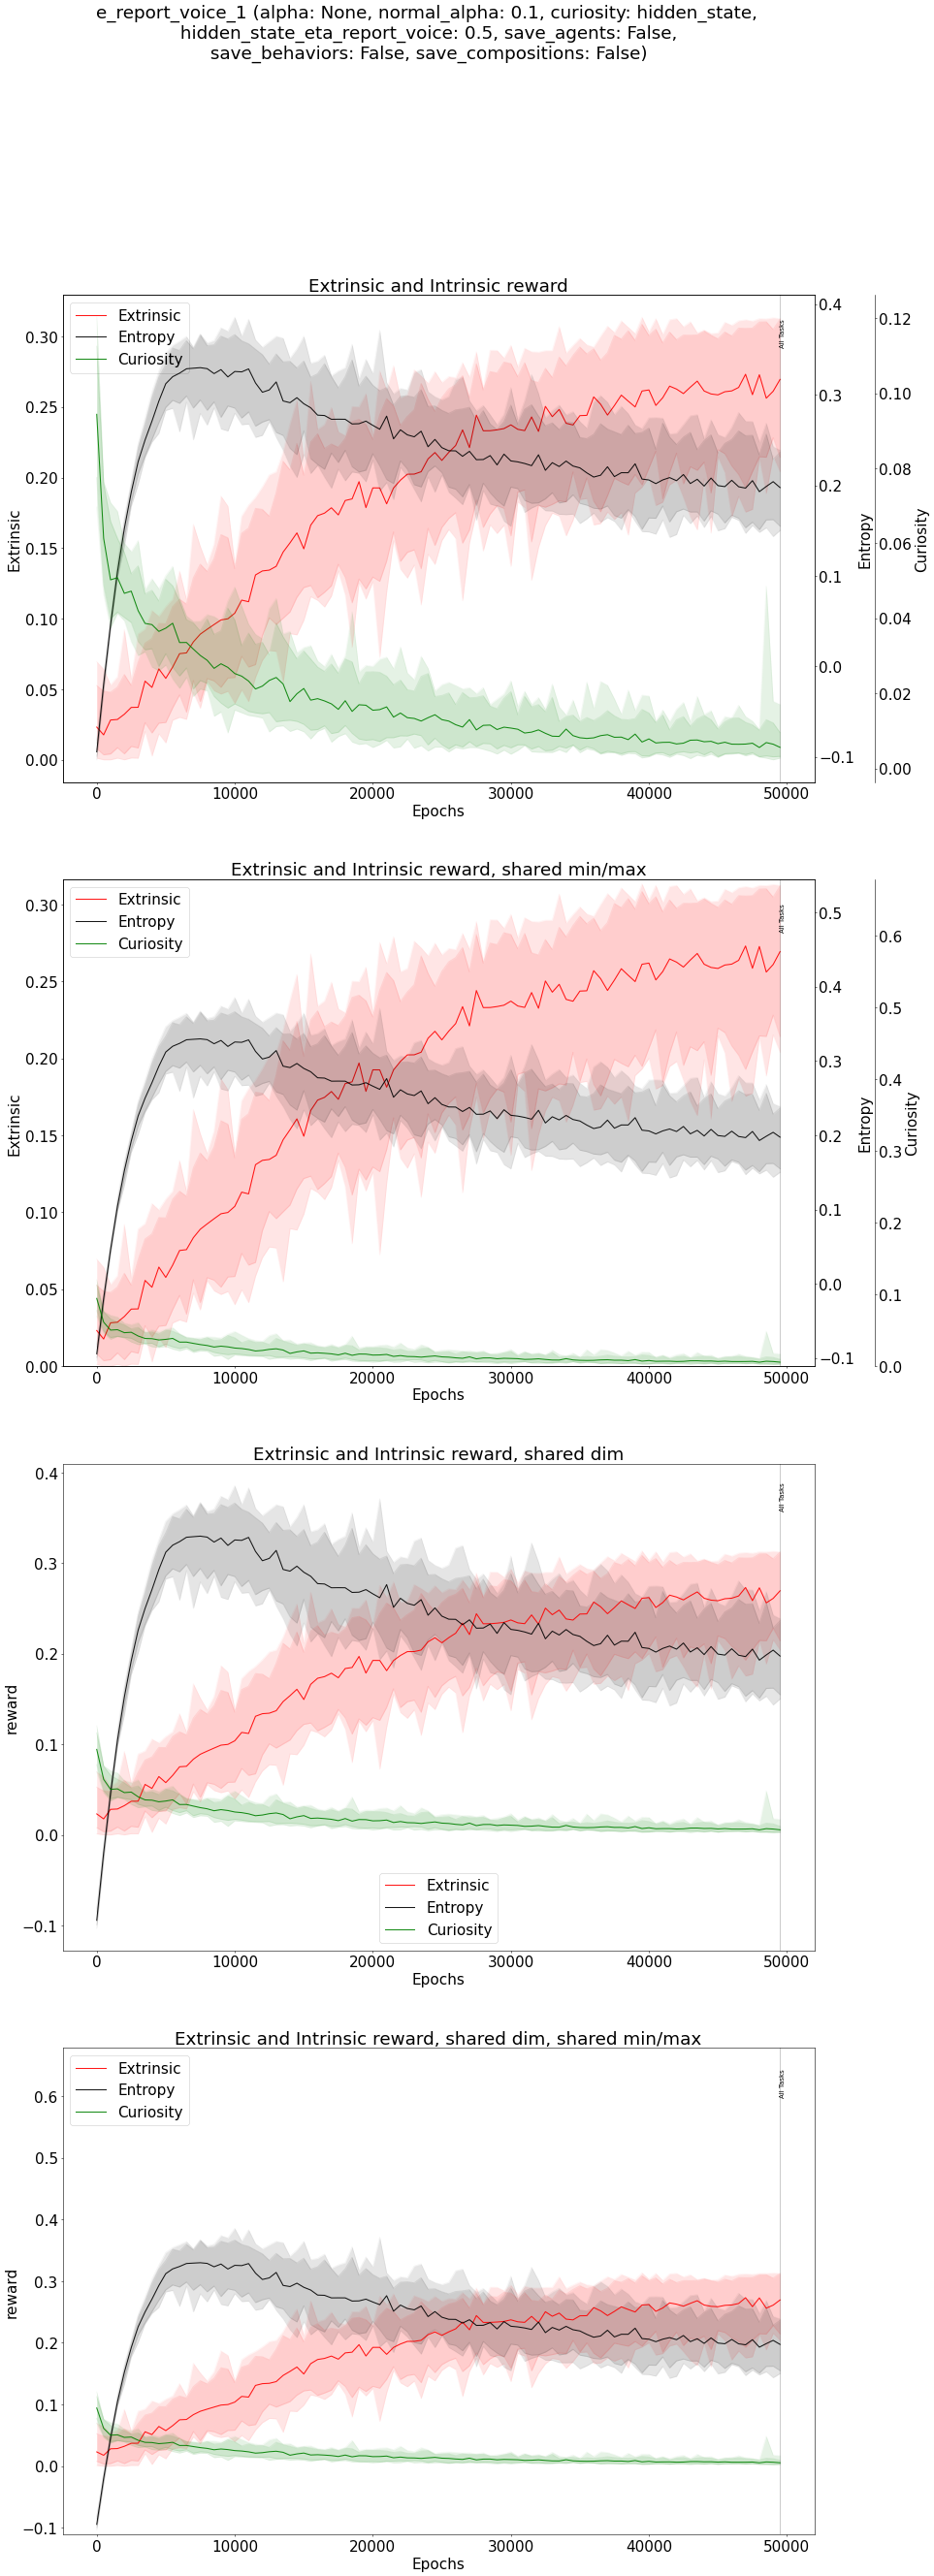 e_report_voice_1 (alpha: None, normal_alpha: 0.1, curiosity: hidden_state,
hidden_state_eta_report_voice: 0.5, save_agents: False,
save_behaviors: False, save_compositions: False)
Extrinsic and Intrinsic reward
Extrinsic
Entropy
Curiosity
All Tasks
0.30
0.25
0.20
0.15
0.10
0.05
0.00
Extrinsic
0.4
0.3
0.2
0.1
0.0
−0.1
Entropy
0.12
0.10
0.08
0.06
0.04
0.02
0.00
Curiosity
0 10000 20000 30000 40000 50000
Epochs
Extrinsic and Intrinsic reward, shared min/max
Extrinsic
Entropy
Curiosity
All Tasks
0.30
0.25
0.20
0.15
0.10
0.05
0.00
Extrinsic
0.5
0.4
0.3
0.2
0.1
0.0
−0.1
Entropy
0.6
0.5
0.4
0.3
0.2
0.1
0.0
Curiosity
0 10000 20000 30000 40000 50000
Epochs
Extrinsic and Intrinsic reward, shared dim
All Tasks
0.4
0.3
0.2
0.1
0.0
−0.1
reward
Extrinsic
Entropy
Curiosity
0 10000 20000 30000 40000 50000
Epochs
Extrinsic and Intrinsic reward, shared dim, shared min/max
Extrinsic
Entropy
Curiosity
All Tasks
0.6
0.5
0.4
0.3
0.2
0.1
0.0
−0.1
reward
0 10000 20000 30000 40000 50000
Epochs